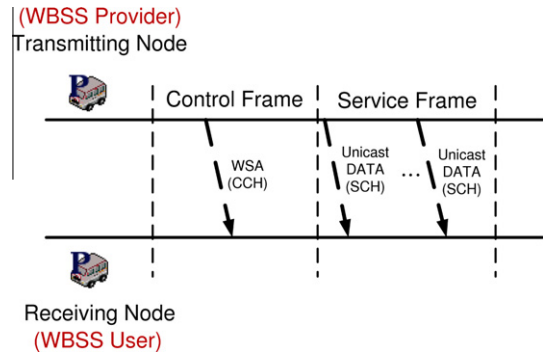 (WBSS Provider)
Transmitting Node
P
Control Frame
Service Frame
WSA
(CCH)
Unicast
DATA
(SCH)
...
Unicast
DATA
(SCH)
P
Receiving Node
(WBSS User)